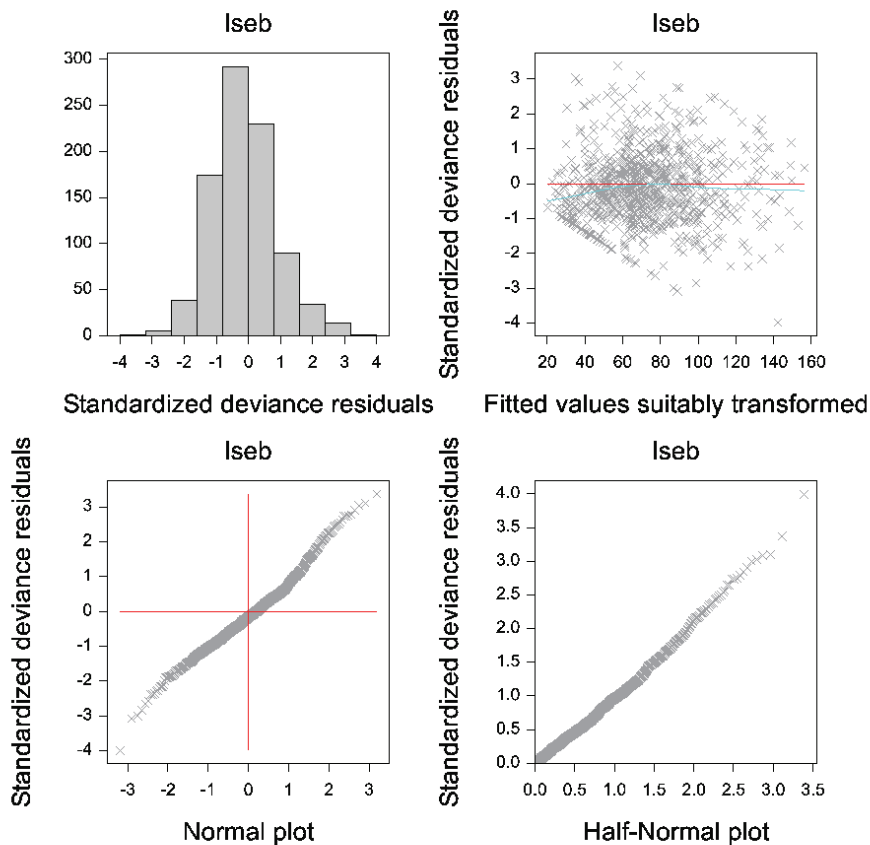 Iseb
300
250
200
150
100
50
0
-4 -3 -2 -1 0 1 2 3 4
Standardized deviance residuals
Iseb
Standardized deviance residuals
3
2
1
0
-1
-2
-3
-4
20 40 60 80 100 120 140 160
Fitted values suitably transformed
Iseb
Standardized deviance residuals
3
2
1
0
-1
-2
-3
-4
-3 -2 -1 0 1 2 3
Normal plot
Iseb
Standardized deviance residuals
4.0
3.5
3.0
2.5
2.0
1.5
1.0
0.5
0.0
0.0 0.5 1.0 1.5 2.0 2.5 3.0 3.5
Half-Normal plot